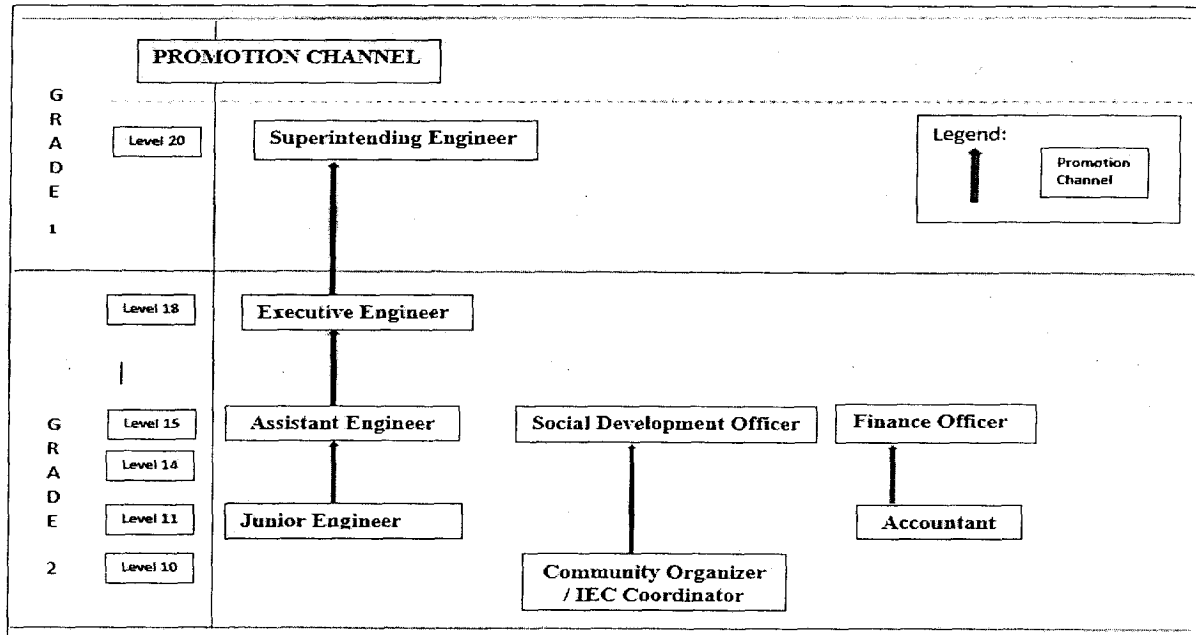 PROMOTION CHANNEL
G
R
A
D
E
1
Level 20
Superintending Engineer
Legend:
Promotion
Channel
Level 18
Executive Engineer
G
R
A
D
E
2
Level 15
Assistant Engineer
Social Development Officer
Finance Officer
Level 14
Level 11
Junior Engineer
Accountant
Level 10
Community Organizer
/ IEC Coordinator